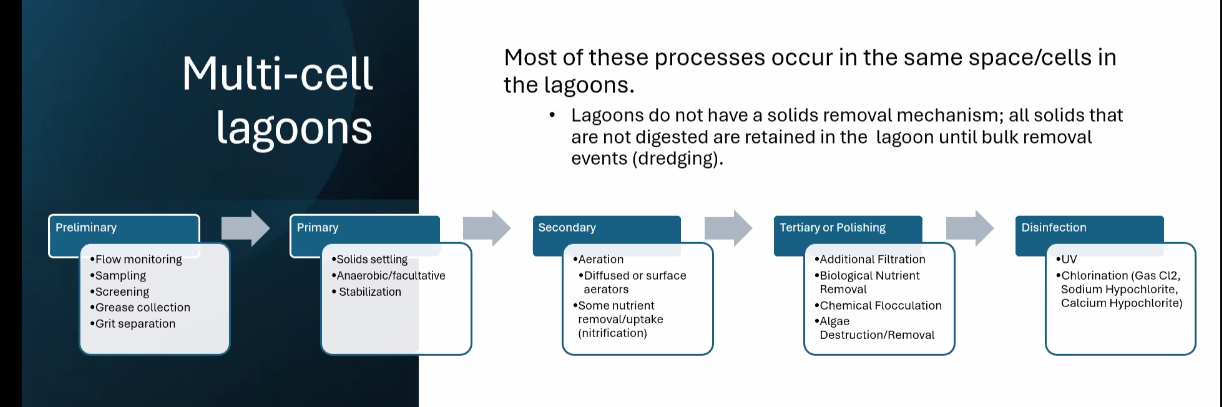 Multi-cell
lagoons
Most of these processes occur in the same space/cells in
the lagoons.
• Lagoons do not have a solids removal mechanism; all solids that
are not digested are retained in the lagoon until bulk removal
events (dredging).
Preliminary
•Flow monitoring
•Sampling
•Screening
•Grease collection
•Grit separation
Primary
•Solids settling
•Anaerobic/facultative
• Stabilization
Secondary
•Aeration
•Diffused or surface
aerators
•Some nutrient
removal/uptake
(nitrification)
Tertiary or Polishing
•Additional Filtration
•Biological Nutrient
Removal
•Chemical Flocculation
•Algae
Destruction/Removal
Disinfection
•UV
•Chlorination (Gas Cl2,
Sodium Hypochlorite,
Calcium Hypochlorite)